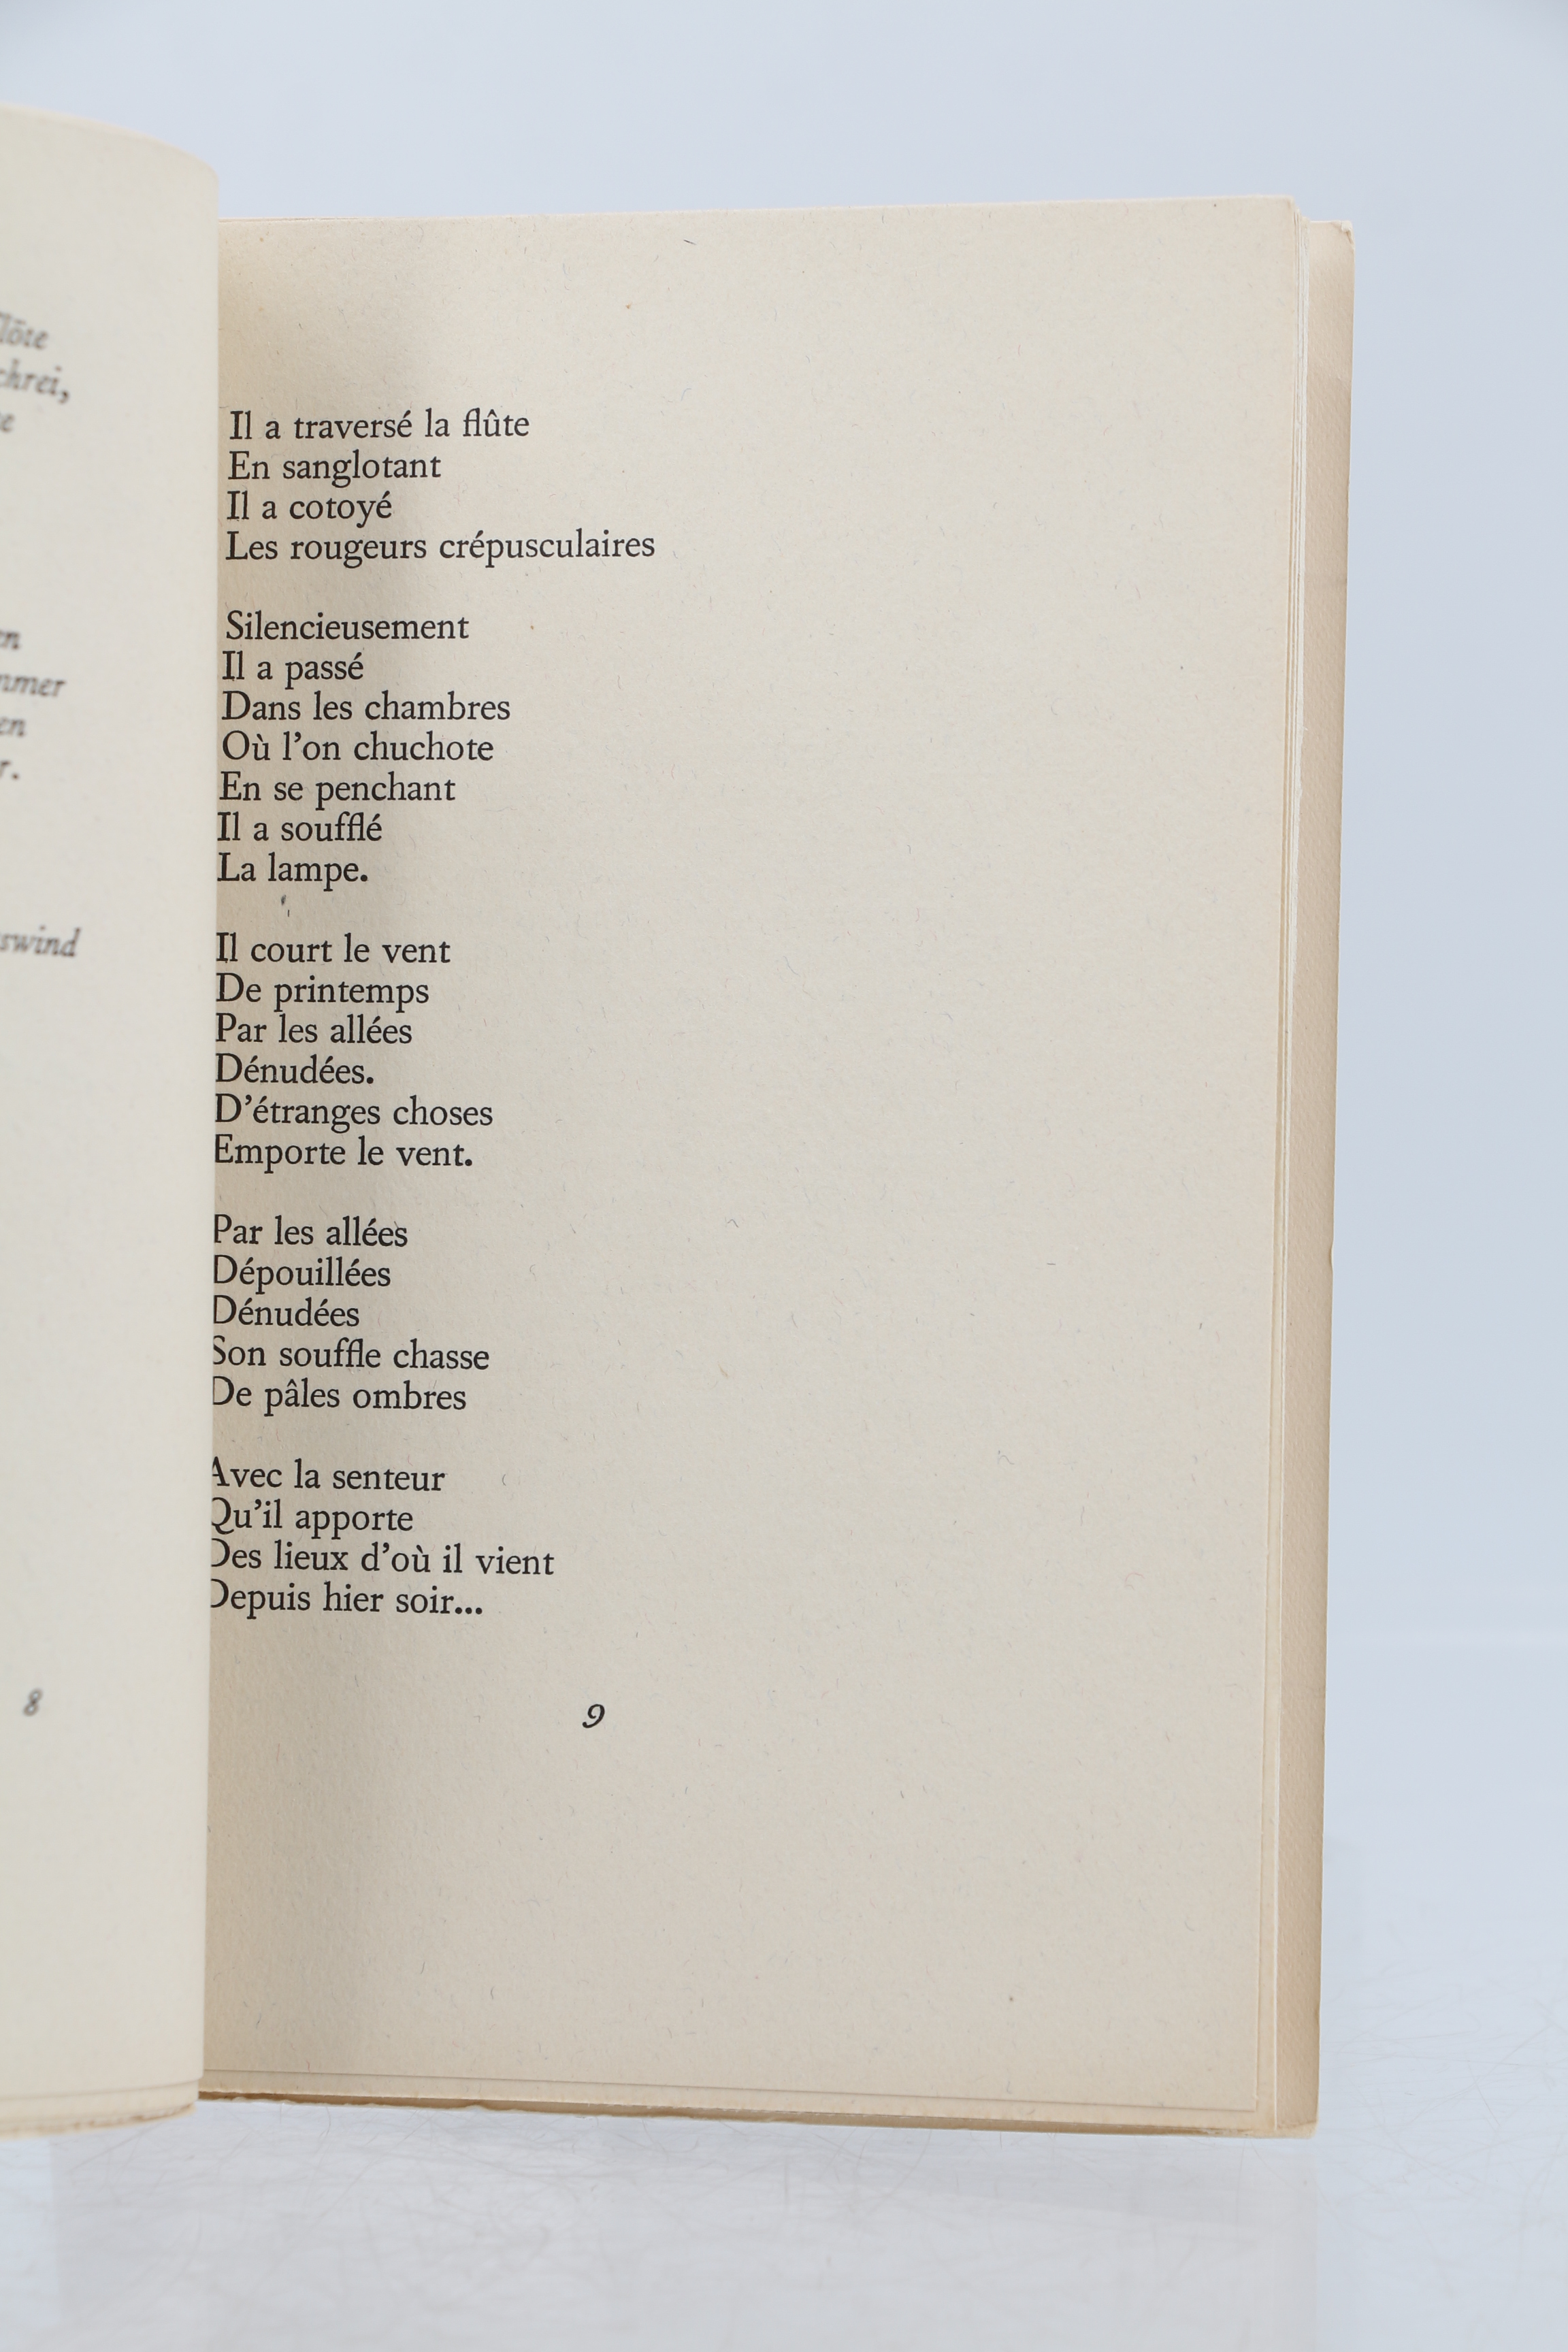 chrei,
swind
8
Il a traversé la flûte
En sanglotant
Il a cotoyé
Les rougeurs crépusculaires
Silencieusement
Il a passé
Dans les chambres
Où l'on chuchote
En se penchant
Il a soufflé
La lampe.
Il court le vent
De printemps
Par les allées
Dénudées.
D'étranges choses
Emporte le vent.
Par les allées
Dépouillées
Dénudées
Son souffle chasse
De pâles ombres
Avec la senteur
Qu'il apporte
Des lieux d'où il vient
Depuis hier soir...
9